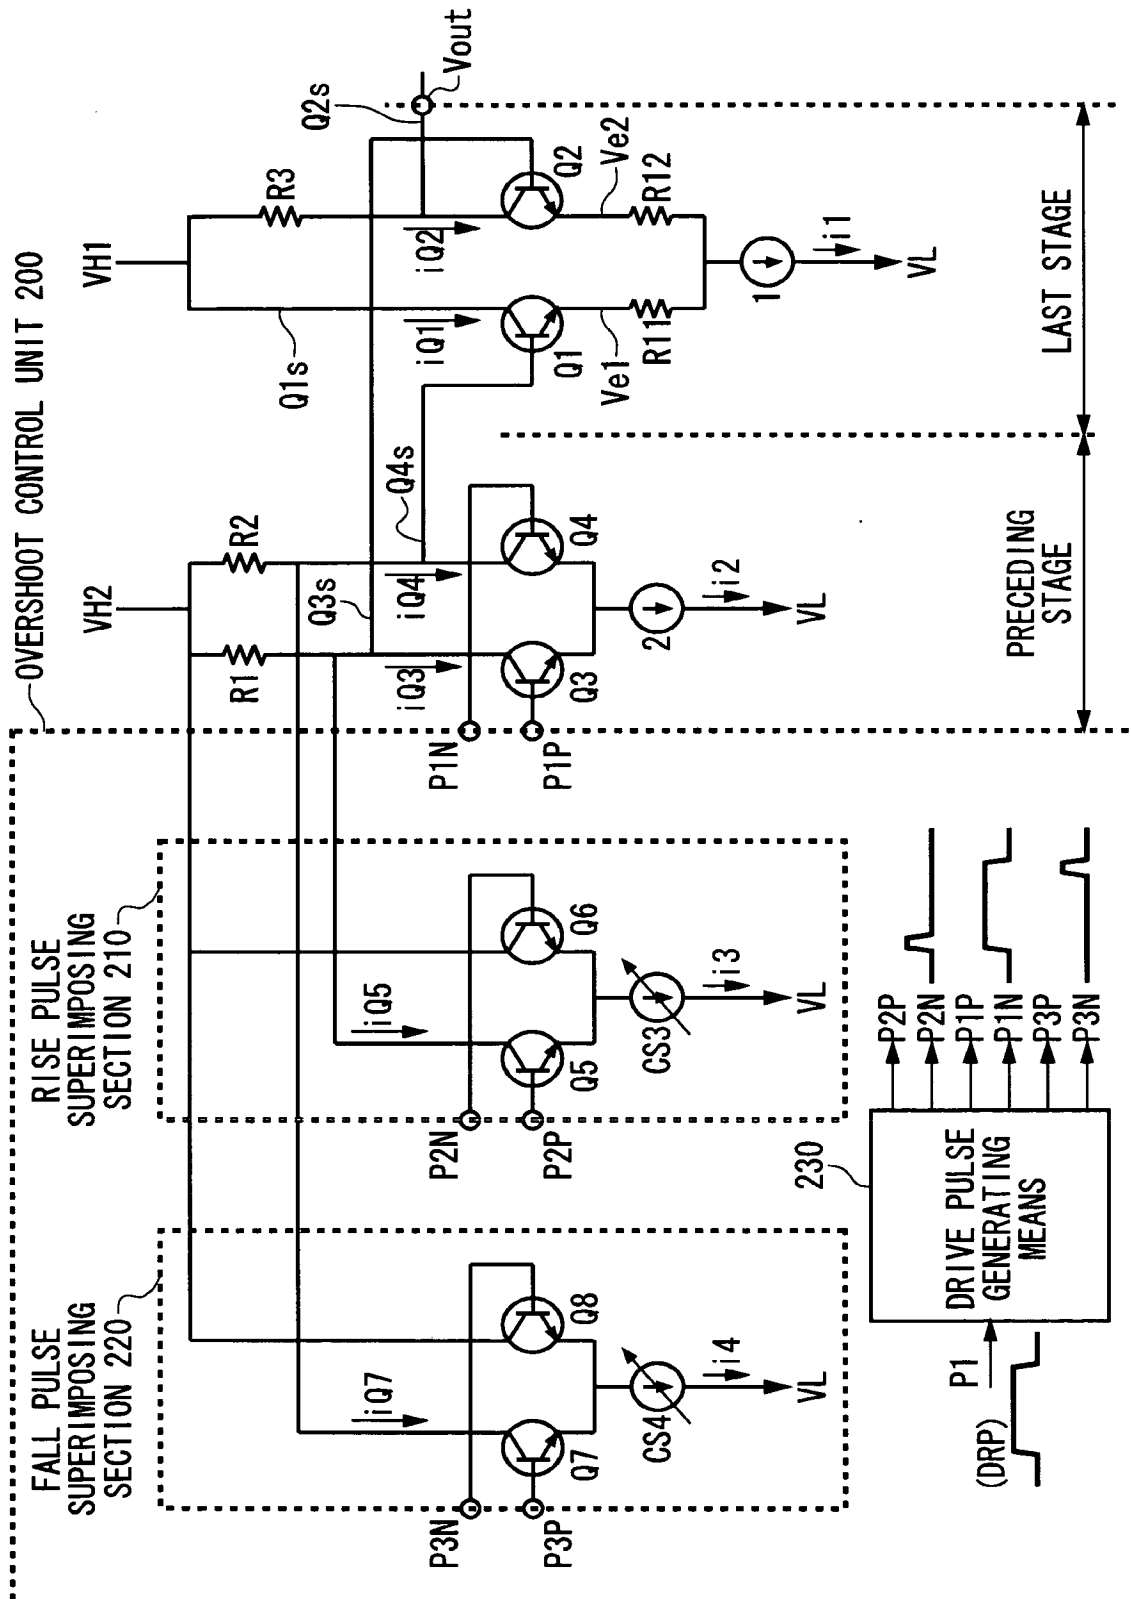 OVERSHOOT CONTROL UNIT 200
FALL PULSE
SUPERIMPOSING
SECTION 220
RISE PULSE
SUPERIMPOSING
SECTION 210
VH2
VH1
R1
R2
R3
Q1s
Q2s
Q3s
Q4s
Vout
iQ7
iQ5
iQ3
iQ4
iQ1
iQ2
P3N
P3P
Q7
Q8
P2N
P2P
Q5
Q6
P1N
P1P
Q3
Q4
Q1
Q2
Ve1
Ve2
R11
R12
CS4
i4
VL
CS3
i3
VL
2
i2
VL
1
i1
VL
PRECEDING
STAGE
LAST STAGE
P1
(DRP)
230
DRIVE PULSE
GENERATING
MEANS
P2P
P2N
P1P
P1N
P3P
P3N